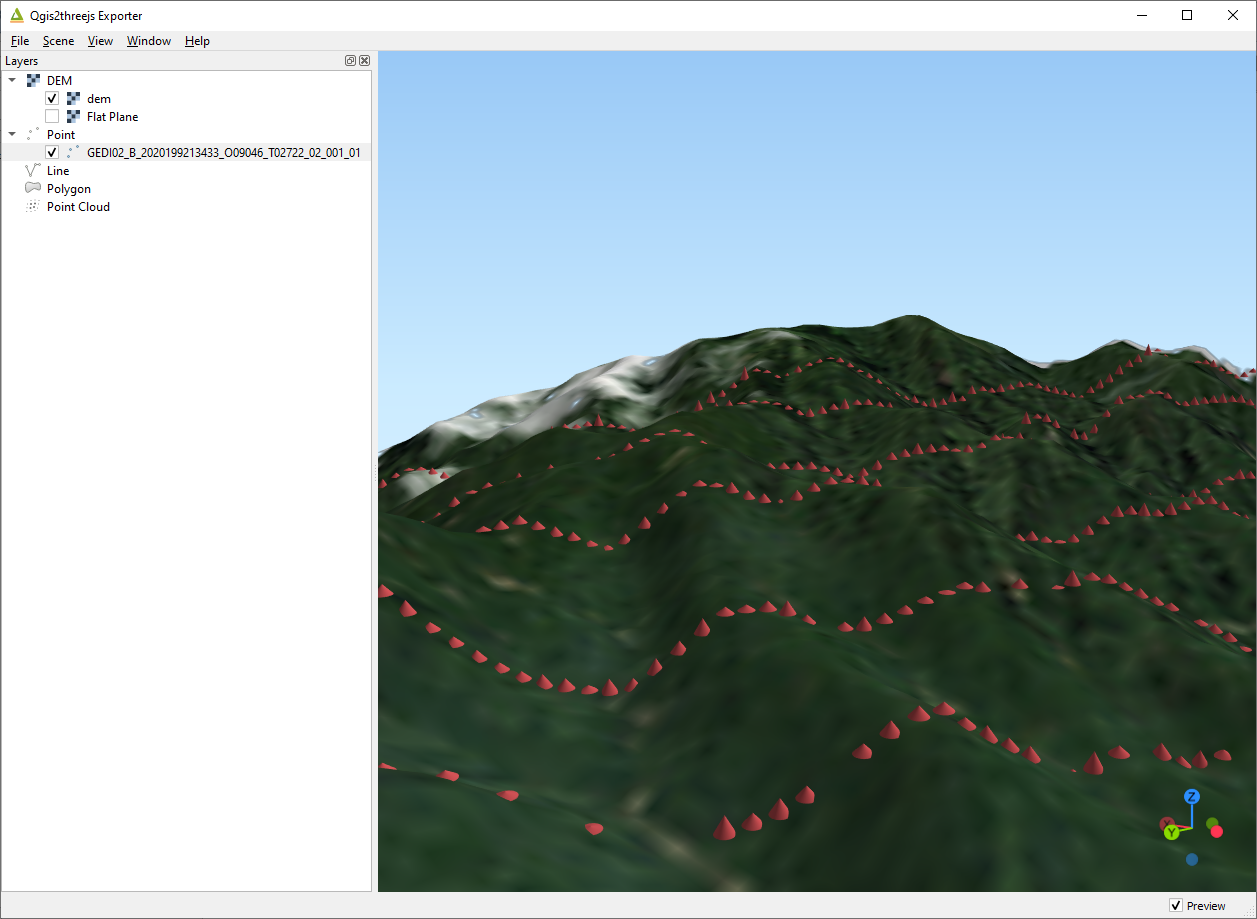 Qgis2threejs Exporter
File Scene View Window Help
Layers
DEM
dem
Flat Plane
Point
GEDI02_B_2020199213433_O09046_T02722_02_001_01
Line
Polygon
Point Cloud
Z
X
Y
Preview